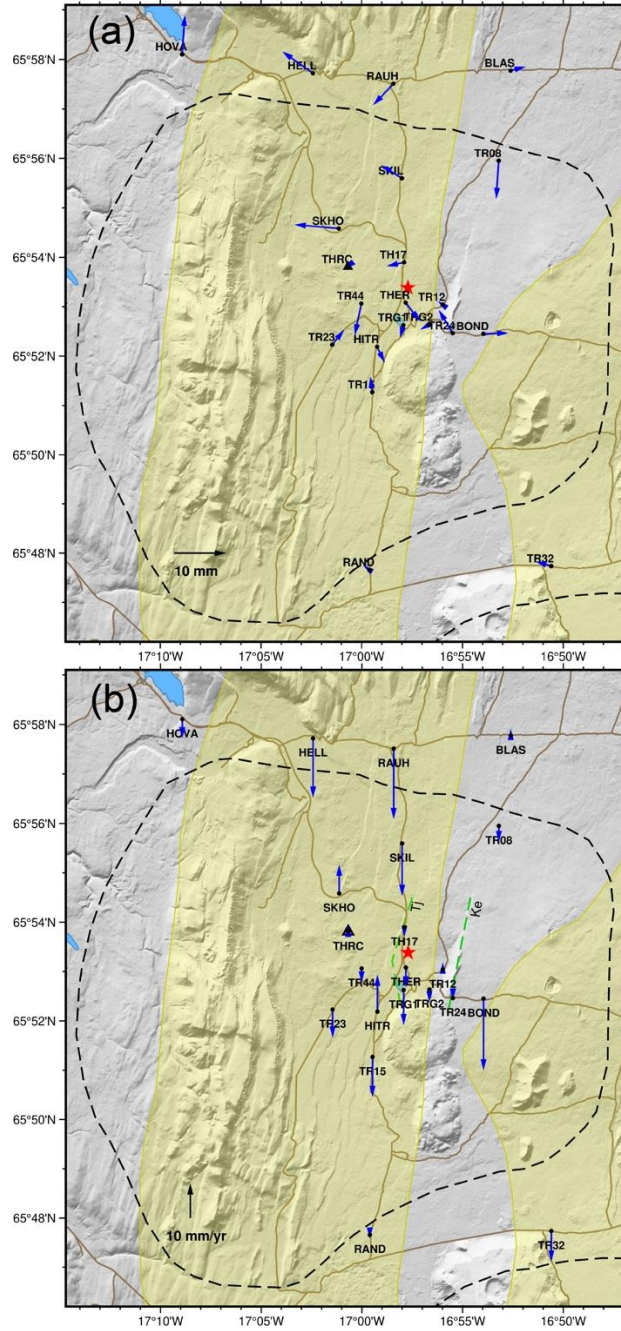 (a)
65°58'N
65°56'N
65°54'N
65°52'N
65°50'N
65°48'N
HOVA
HELL
RAUH
BLAS
TR08
SKIL
SKHO
TH17
THRC
TR44
THER
TR12
TRG1
TRG2
TR24
BOND
TR23
HITR
RAND
TR32
10 mm
17°10'W
17°05'W
17°00'W
16°55'W
16°50'W
(b)
65°58'N
65°56'N
65°54'N
65°52'N
65°50'N
65°48'N
HOVA
HELL
RAUH
BLAS
TR08
SKIL
SKHO
Tj
Ke
THRC
TH17
TR44
THER
TR12
TRG1
TRG2
TR24
BOND
TR23
HITR
TR15
RAND
TR32
10 mm/yr
17°10'W
17°05'W
17°00'W
16°55'W
16°50'W